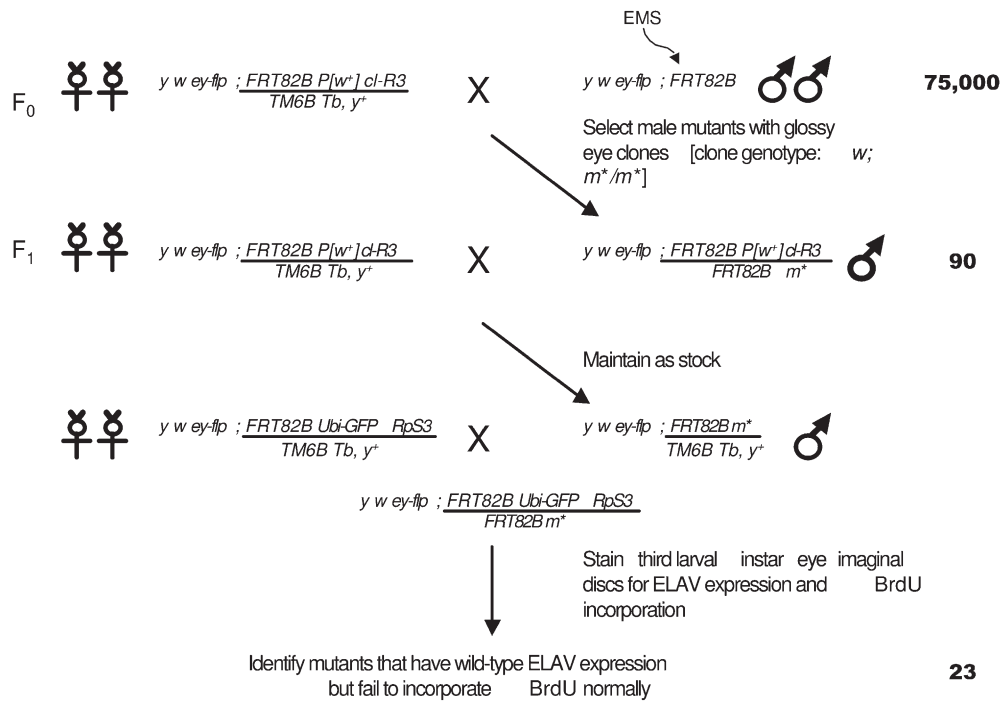 EMS
F0
y w ey-flp ; FRT82B P[w+] cl-R3
TM6B Tb, y+
X
y w ey-flp ; FRT82B
75,000
Select male mutants with glossy
eye clones [clone genotype: w;
m*/m*]
F1
y w ey-flp ; FRT82B P[w+] cl-R3
TM6B Tb, y+
X
y w ey-flp ; FRT82B P[w+] cl-R3
FRT82B m*
90
Maintain as stock
y w ey-flp ; FRT82B Ubi-GFP RpS3
TM6B Tb, y+
X
y w ey-flp ; FRT82B m*
TM6B Tb, y+
y w ey-flp ; FRT82B Ubi-GFP RpS3
FRT82B m*
Stain third larval instar eye imaginal
discs for ELAV expression and BrdU
incorporation
Identify mutants that have wild-type ELAV expression
but fail to incorporate BrdU normally
23